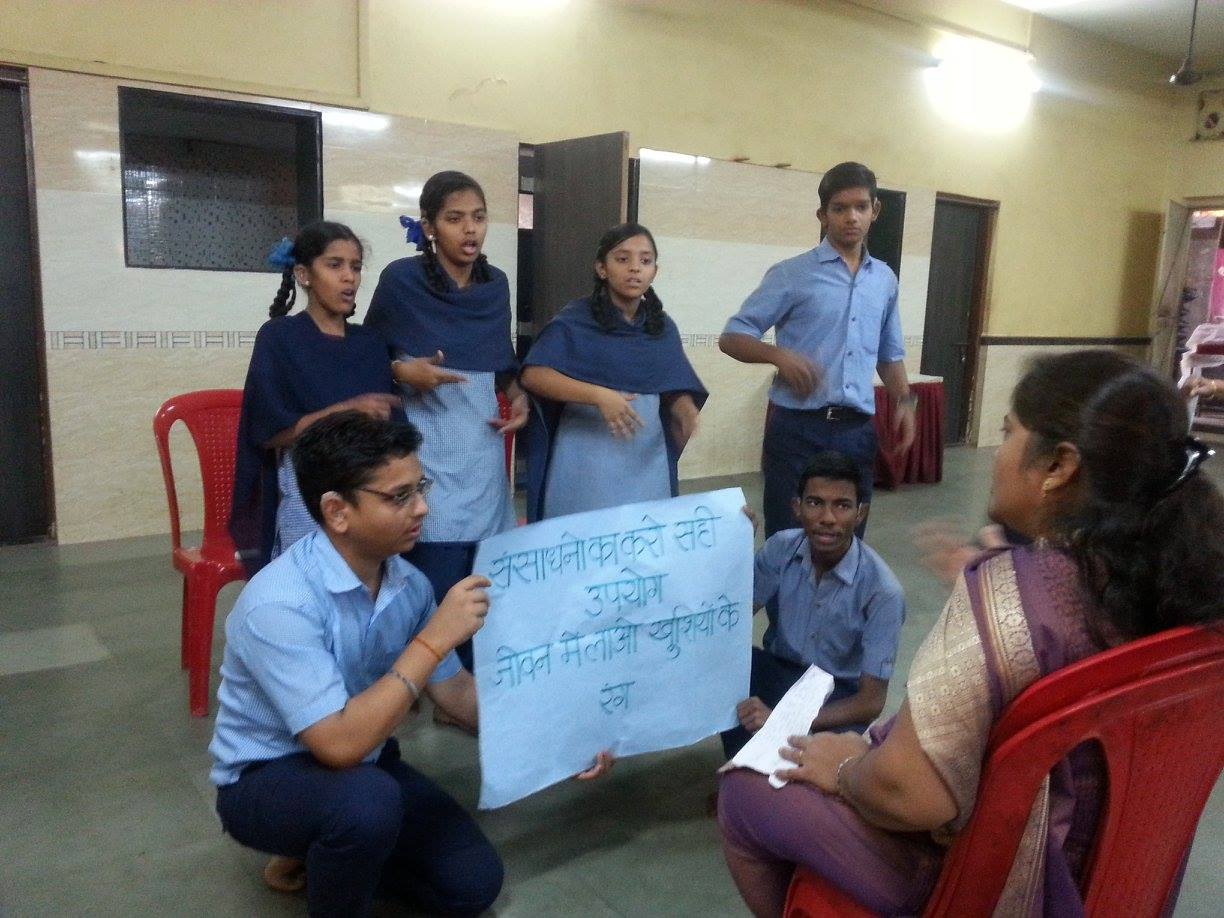 संसाधनो का करो सही
उपयोग
जीवन में लाओ खुशियों के
रंग